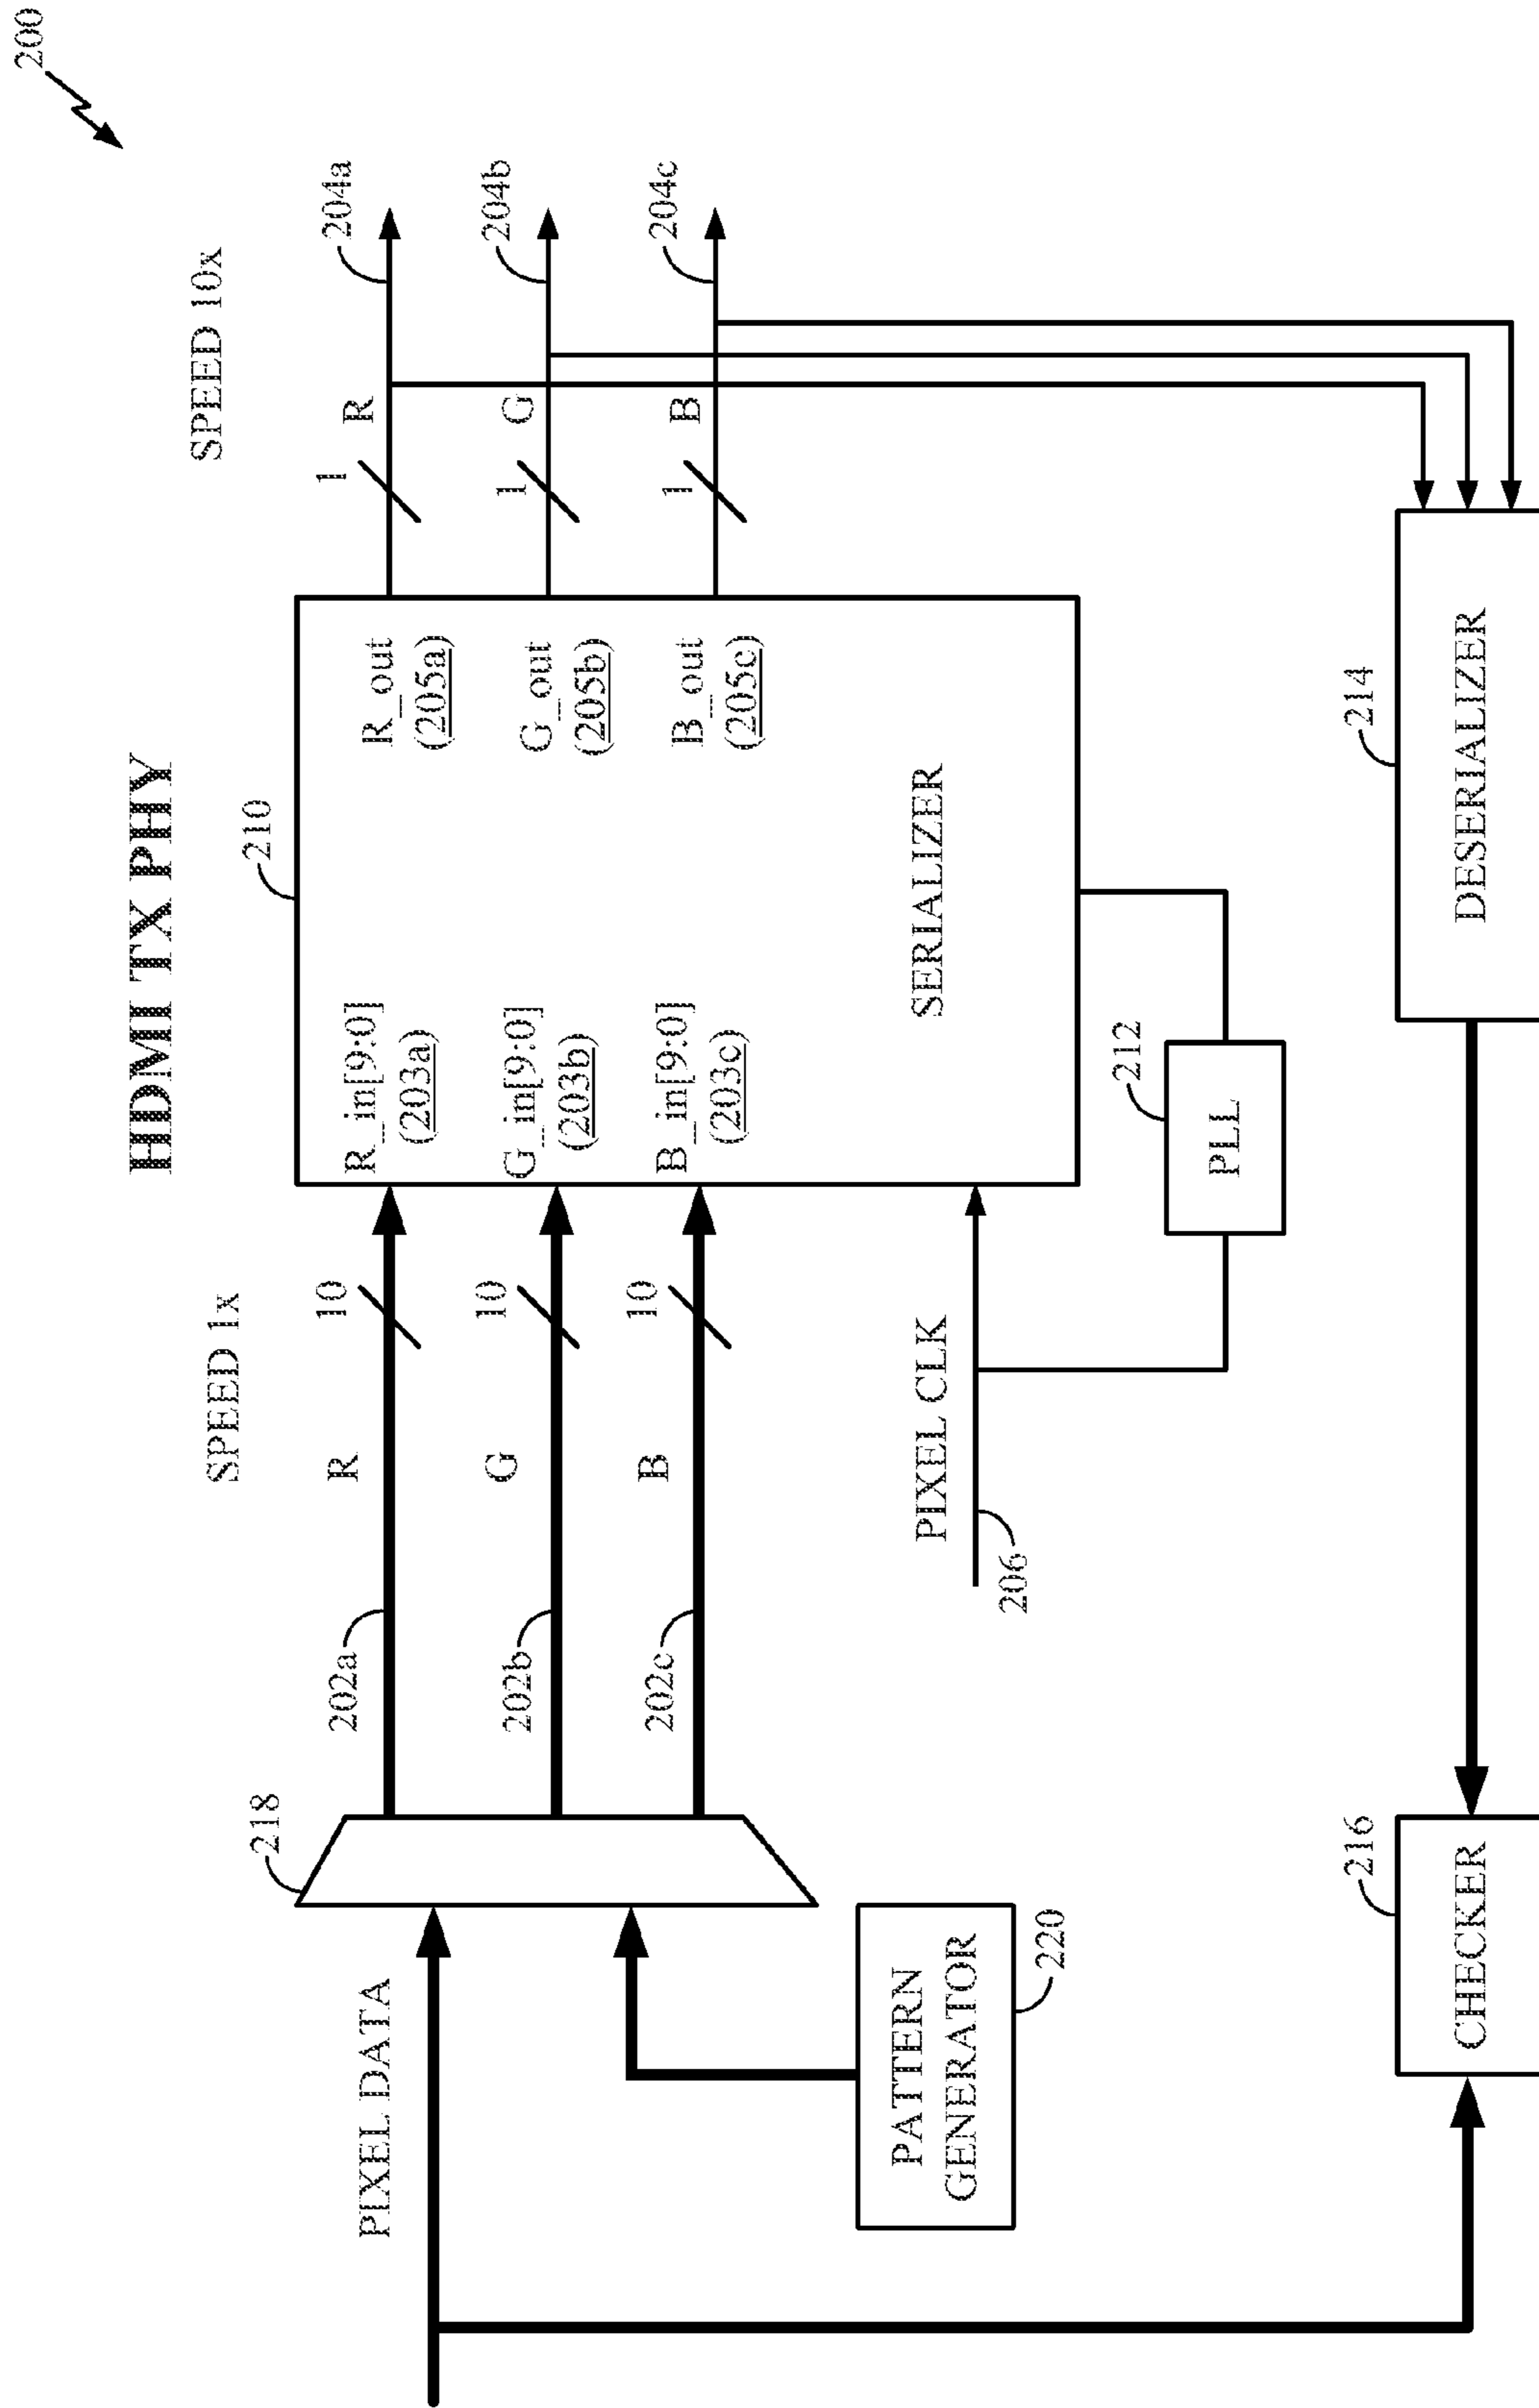 200
HDMI TX PHY
SPEED 1x
SPEED 10x
PIXEL DATA
218
202a
R
10
R_in[9:0]
(203a)
210
R_out
(205a)
1
R
204a
202b
G
10
G_in[9:0]
(203b)
G_out
(205b)
1
G
204b
202c
B
10
B_in[9:0]
(203c)
B_out
(205c)
1
B
204c
PATTERN
GENERATOR
220
PIXEL CLK
206
SERIALIZER
212
PLL
216
CHECKER
214
DESERIALIZER